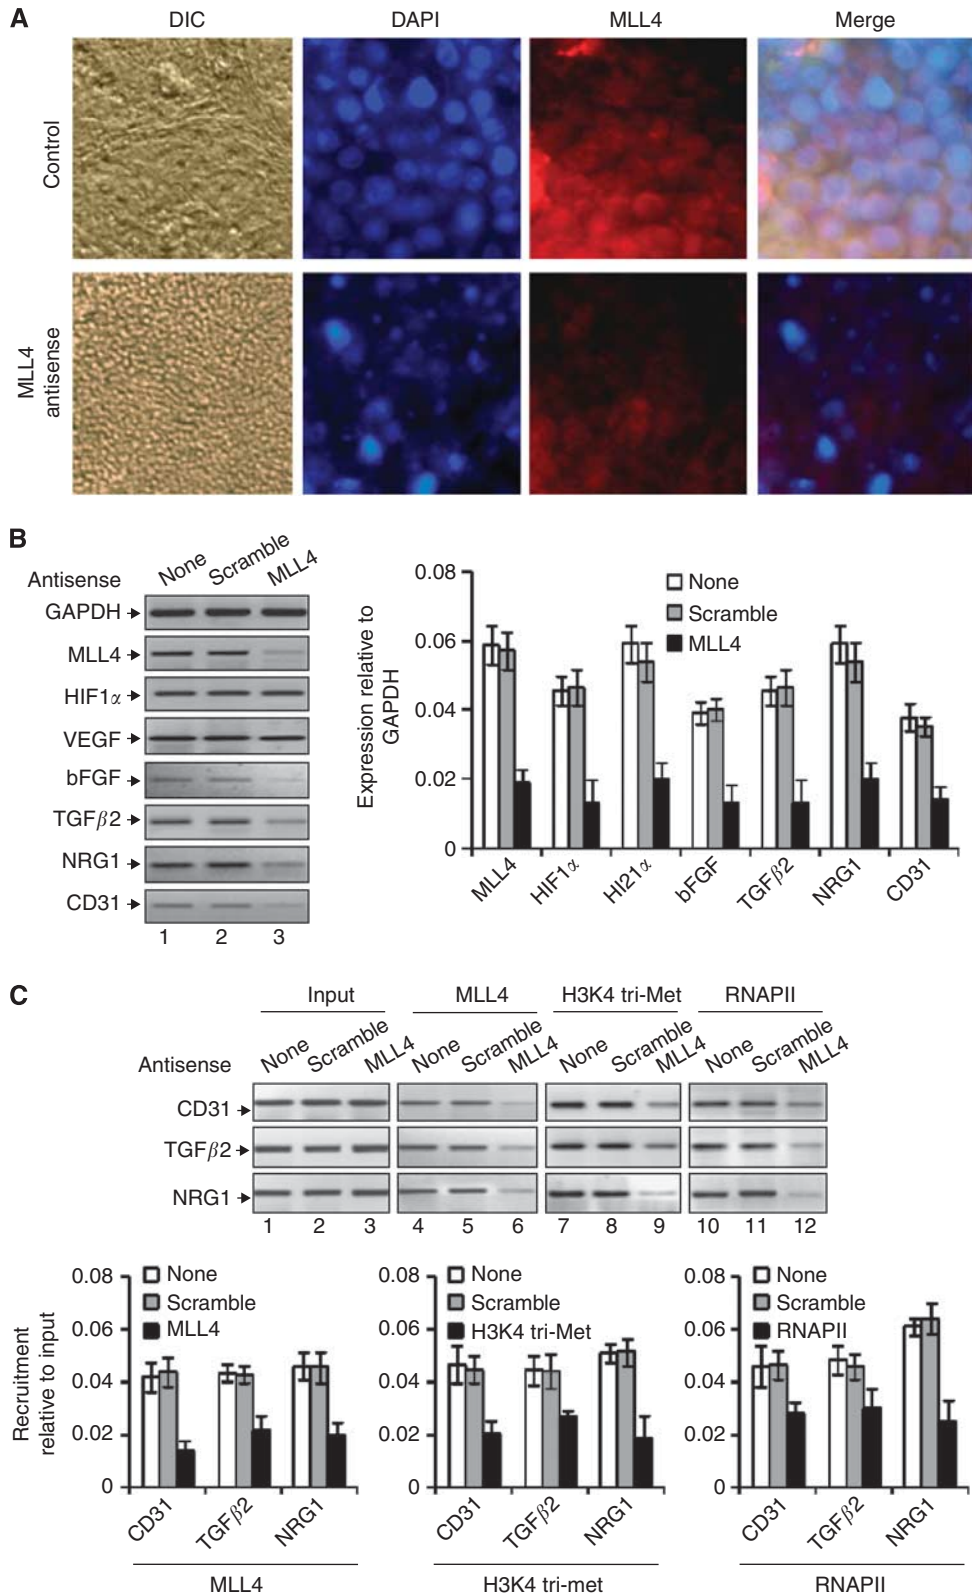 A
DIC DAPI MLL4 Merge
Control
MLL4
antisense
B
Antisense None Scramble MLL4
GAPDH
MLL4
HIF1α
VEGF
bFGF
TGFβ2
NRG1
CD31
1 2 3
Expression relative to
GAPDH
0.08
0.06
0.04
0.02
0
None
Scramble
MLL4
MLL4 HIF1α HI21α bFGF TGFβ2 NRG1 CD31
C
Input MLL4 H3K4 tri-Met RNAPII
Antisense None Scramble MLL4 None Scramble MLL4 None Scramble MLL4 None Scramble MLL4
CD31
TGFβ2
NRG1
1 2 3 4 5 6 7 8 9 10 11 12
Recruitment
relative to input
0.08
0.06
0.04
0.02
0
None
Scramble
MLL4
CD31 TGFβ2 NRG1
MLL4
0.08
0.06
0.04
0.02
0
None
Scramble
H3K4 tri-Met
CD31 TGFβ2 NRG1
H3K4 tri-met
0.08
0.06
0.04
0.02
0
None
Scramble
RNAPII
CD31 TGFβ2 NRG1
RNAPII